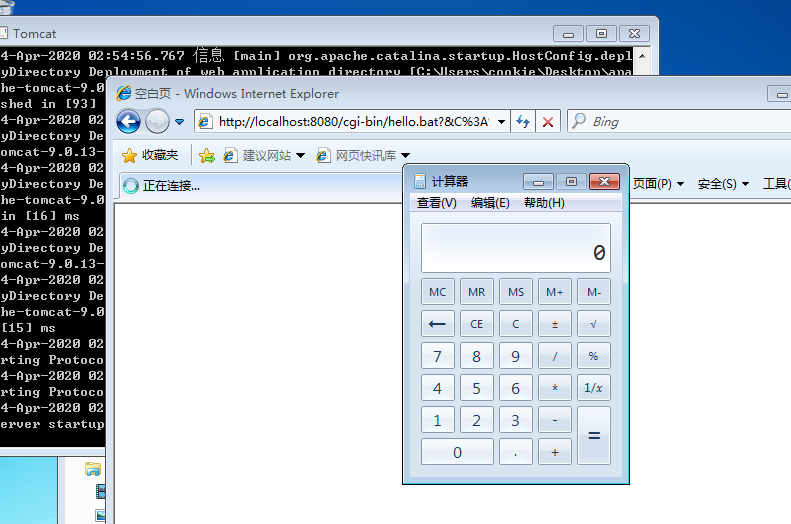 Tomcat
4-Apr-2020 02:54:56.767 信息 [main] org.apache.catalina.startup.HostConfig.depl
yDirectory Deployment of web application directory [C:\Users\cookie\Desktop\apa
he-tomcat-9.0
shed in [93]
4-Apr-2020 02
yDirectory De
omcat-9.0.13-
4-Apr-2020 02
yDirectory De
he-tomcat-9.0
in [16] ms
4-Apr-2020 02
yDirectory De
omcat-9.0.13-
4-Apr-2020 02
yDirectory De
he-tomcat-9.0
[15] ms
4-Apr-2020 02
rting Protoco
4-Apr-2020 02
rting Protoco
4-Apr-2020 02
erver startup
空白页 - Windows Internet Explorer
http://localhost:8080/cgi-bin/hello.bat?&C%3A
Bing
收藏夹
建议网站
网页快讯库
正在连接...
页面(P)
安全(S)
工具(
计算器
查看(V) 编辑(E) 帮助(H)
0
MC MR MS M+ M-
← CE C ± √
7 8 9 / %
4 5 6 * 1/x
1 2 3 - =
0 . +